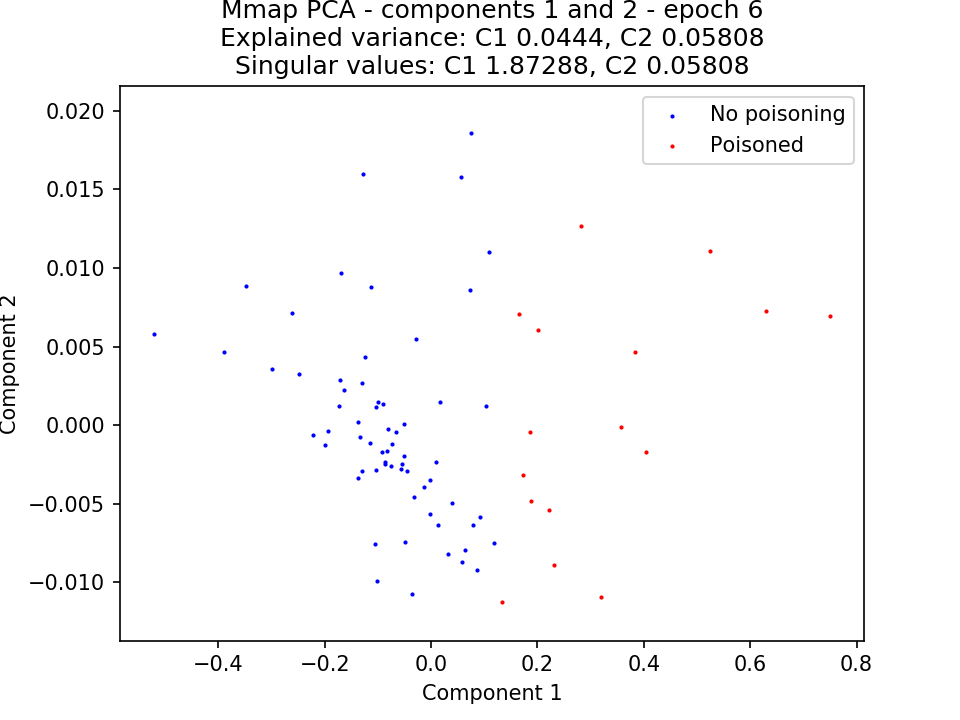 Mmap PCA - components 1 and 2 - epoch 6
Explained variance: C1 0.0444, C2 0.05808
Singular values: C1 1.87288, C2 0.05808
No poisoning
Poisoned
0.020
0.015
0.010
0.005
0.000
−0.005
−0.010
Component 2
−0.4 −0.2 0.0 0.2 0.4 0.6 0.8
Component 1